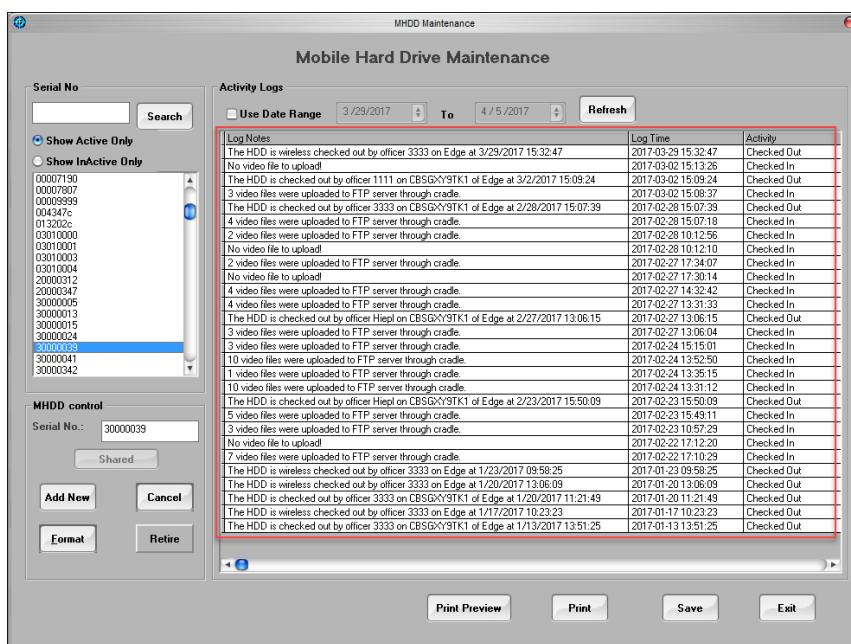 MHDD Maintenance
Mobile Hard Drive Maintenance
Serial No
Search
Show Active Only
Show InActive Only
00007190
00007807
00009999
004347c
013202c
03010000
03010001
03010003
03010004
20000312
20000347
30000005
30000013
30000015
30000024
30000039
30000041
30000342
MHDD control
Serial No.: 30000039
Shared
Add New Cancel
Format Retire
Activity Logs
Use Date Range 3 /29/2017 To 4 / 5 /2017 Refresh
Log Notes Log Time Activity
The HDD is wireless checked out by officer 3333 on Edge at 3/29/2017 15:32:47 2017-03-29 15:32:47 Checked Out
No video file to upload! 2017-03-02 15:13:26 Checked In
The HDD is checked out by officer 1111 on CBSGXY9TK1 of Edge at 3/2/2017 15:09:24 2017-03-02 15:09:24 Checked Out
3 video files were uploaded to FTP server through cradle. 2017-03-02 15:08:37 Checked In
The HDD is checked out by officer 3333 on CBSGXY9TK1 of Edge at 2/28/2017 15:07:39 2017-02-28 15:07:39 Checked Out
4 video files were uploaded to FTP server through cradle. 2017-02-28 15:07:18 Checked In
2 video files were uploaded to FTP server through cradle. 2017-02-28 10:12:56 Checked In
No video file to upload! 2017-02-28 10:12:10 Checked In
2 video files were uploaded to FTP server through cradle. 2017-02-27 17:34:07 Checked In
No video file to upload! 2017-02-27 17:30:14 Checked In
4 video files were uploaded to FTP server through cradle. 2017-02-27 14:32:42 Checked In
4 video files were uploaded to FTP server through cradle. 2017-02-27 13:31:33 Checked In
The HDD is checked out by officer Hiepl on CBSGXY9TK1 of Edge at 2/27/2017 13:06:15 2017-02-27 13:06:15 Checked Out
3 video files were uploaded to FTP server through cradle. 2017-02-27 13:06:04 Checked In
3 video files were uploaded to FTP server through cradle. 2017-02-24 15:15:01 Checked In
10 video files were uploaded to FTP server through cradle. 2017-02-24 13:52:50 Checked In
1 video files were uploaded to FTP server through cradle. 2017-02-24 13:35:15 Checked In
10 video files were uploaded to FTP server through cradle. 2017-02-24 13:31:12 Checked In
The HDD is checked out by officer Hiepl on CBSGXY9TK1 of Edge at 2/23/2017 15:50:09 2017-02-23 15:50:09 Checked Out
5 video files were uploaded to FTP server through cradle. 2017-02-23 15:49:11 Checked In
3 video files were uploaded to FTP server through cradle. 2017-02-23 10:57:29 Checked In
No video file to upload! 2017-02-22 17:12:20 Checked In
7 video files were uploaded to FTP server through cradle. 2017-02-22 17:10:29 Checked In
The HDD is wireless checked out by officer 3333 on Edge at 1/23/2017 09:58:25 2017-01-23 09:58:25 Checked Out
The HDD is wireless checked out by officer 3333 on Edge at 1/20/2017 13:06:09 2017-01-20 13:06:09 Checked Out
The HDD is checked out by officer 3333 on CBSGXY9TK1 of Edge at 1/20/2017 11:21:49 2017-01-20 11:21:49 Checked Out
The HDD is wireless checked out by officer 3333 on Edge at 1/17/2017 10:23:23 2017-01-17 10:23:23 Checked Out
The HDD is checked out by officer 3333 on CBSGXY9TK1 of Edge at 1/13/2017 13:51:25 2017-01-13 13:51:25 Checked Out
Print Preview Print Save Exit